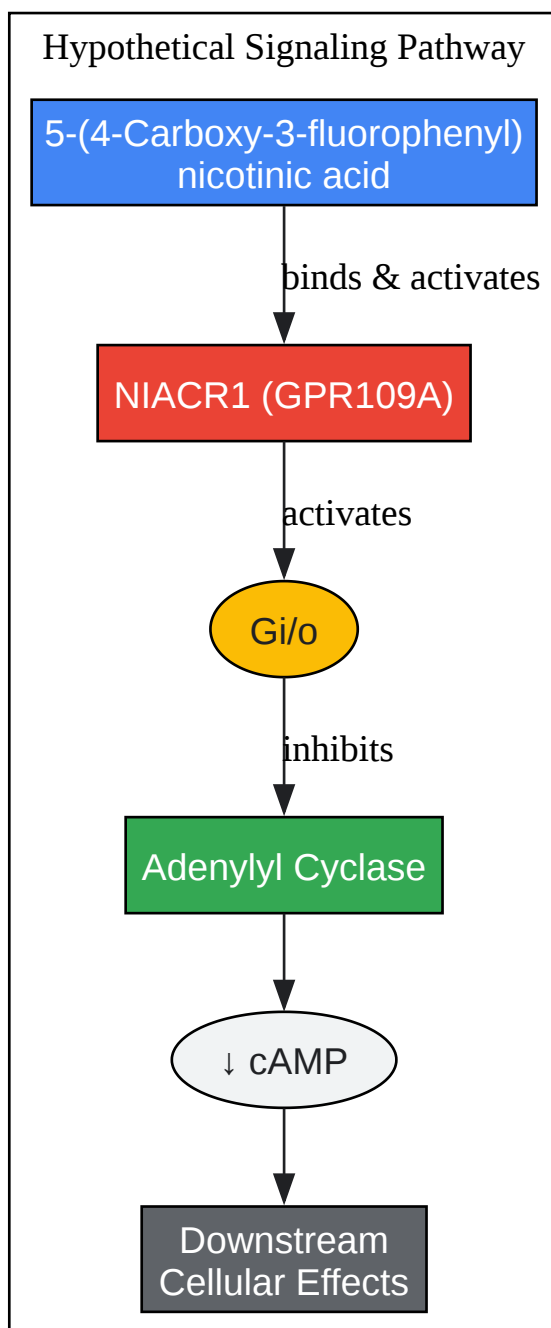 Hypothetical Signaling Pathway
5-(4-Carboxy-3-fluorophenyl)
nicotinic acid
binds & activates
NIACR1 (GPR109A)
activates
Gi/o
inhibits
Adenylyl Cyclase
↓ cAMP
Downstream
Cellular Effects